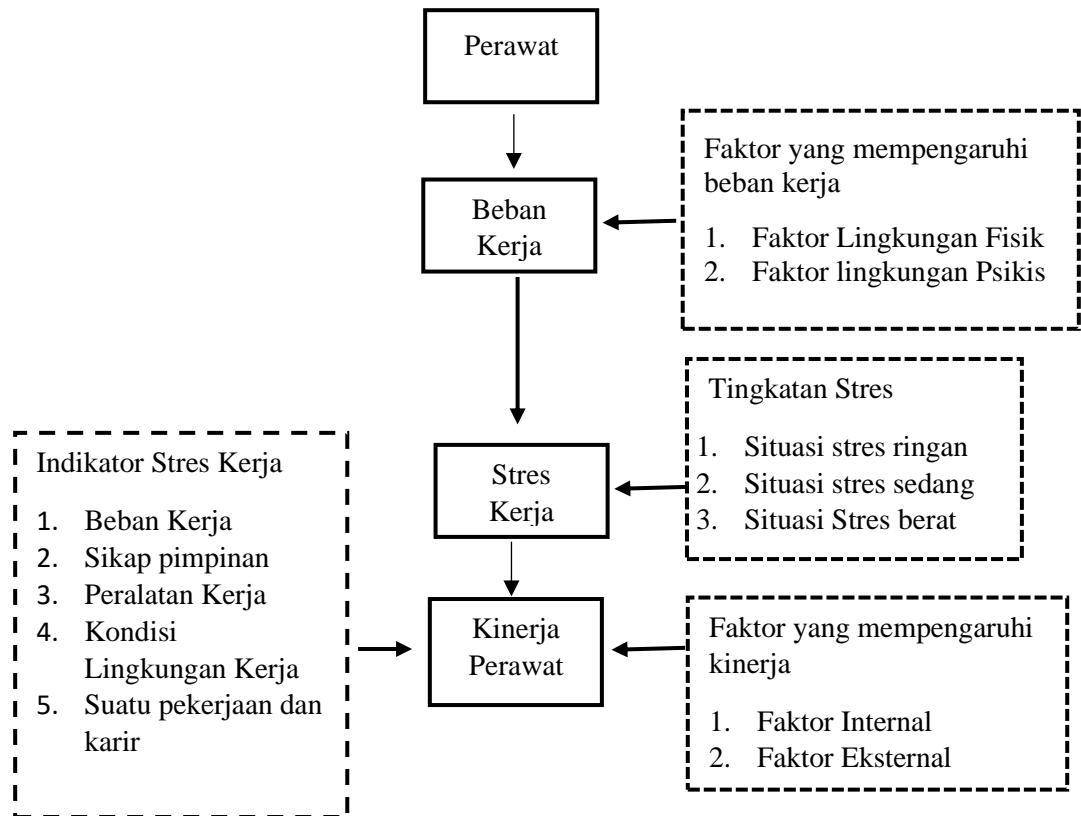 Perawat
Faktor yang mempengaruhi
beban kerja
1. Faktor Lingkungan Fisik
2. Faktor lingkungan Psikis
Beban
Kerja
Tingkatan Stres
1. Situasi stres ringan
2. Situasi stres sedang
3. Situasi Stres berat
Stres
Kerja
Indikator Stres Kerja
1. Beban Kerja
2. Sikap pimpinan
3. Peralatan Kerja
4. Kondisi
Lingkungan Kerja
5. Suatu pekerjaan dan
karir
Kinerja
Perawat
Faktor yang mempengaruhi
kinerja
1. Faktor Internal
2. Faktor Eksternal